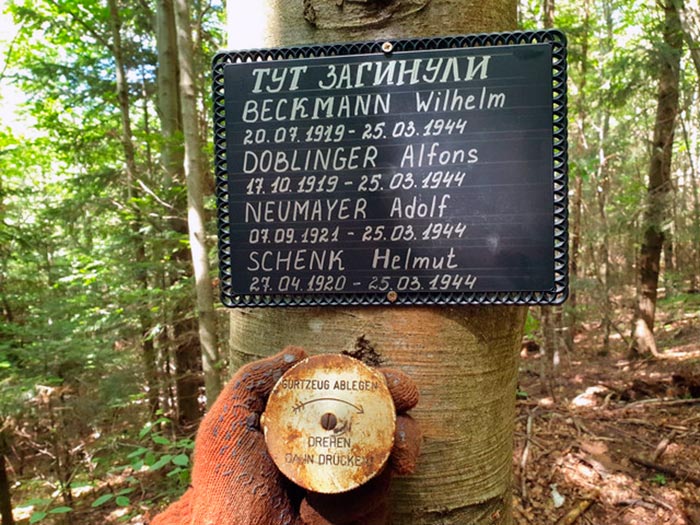 ТУТ ЗАГИНУЛИ
BECKMANN Wilhelm
20.07.1919 - 25.03.1944
DOBLINGER Alfons
17.10.1919 - 25.03.1944
NEUMAYER Adolf
07.09.1921 - 25.03.1944
SCHENK Helmut
27.04.1920 - 25.03.1944
GURTZEUG ABLEGEN
DREHEN
DANN DRÜCKEN